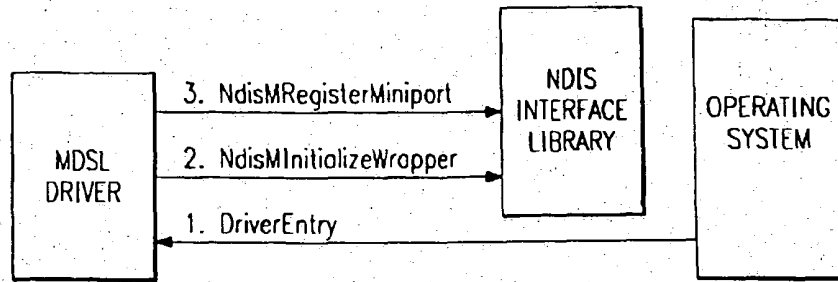 MDSL
DRIVER
3. NdisMRegisterMiniport
2. NdisMInitializeWrapper
1. DriverEntry
NDIS
INTERFACE
LIBRARY
OPERATING
SYSTEM